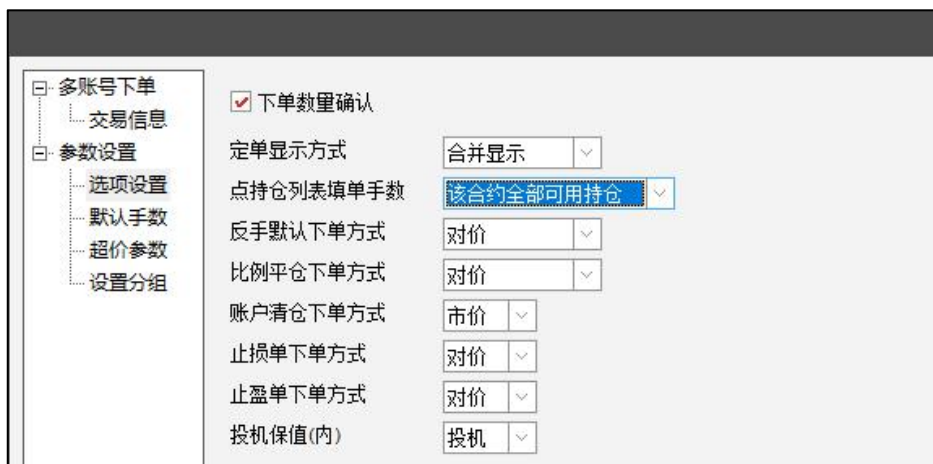 多账号下单
交易信息
参数设置
选项设置
默认手数
超价参数
设置分组
下单数量确认
定单显示方式 合并显示
点持仓列表填单手数 该合约全部可用持仓
反手默认下单方式 对价
比例平仓下单方式 对价
账户清仓下单方式 市价
止损单下单方式 对价
止盈单下单方式 对价
投机保值(内) 投机